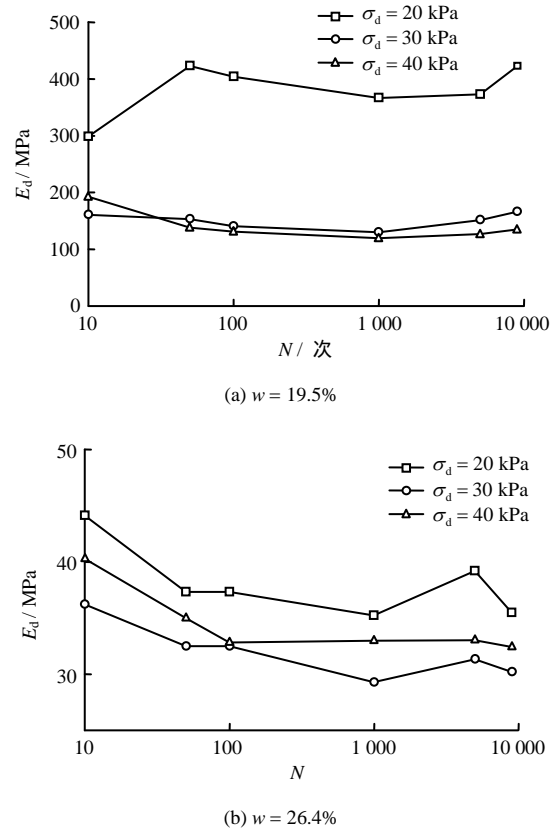 σd = 20 kPa
σd = 30 kPa
σd = 40 kPa
500
400
300
200
100
0
Ed / MPa
10
100
1 000
10 000
N / 次
(a) w = 19.5%
50
40
30
Ed / MPa
σd = 20 kPa
σd = 30 kPa
σd = 40 kPa
10
100
1 000
10 000
N
(b) w = 26.4%